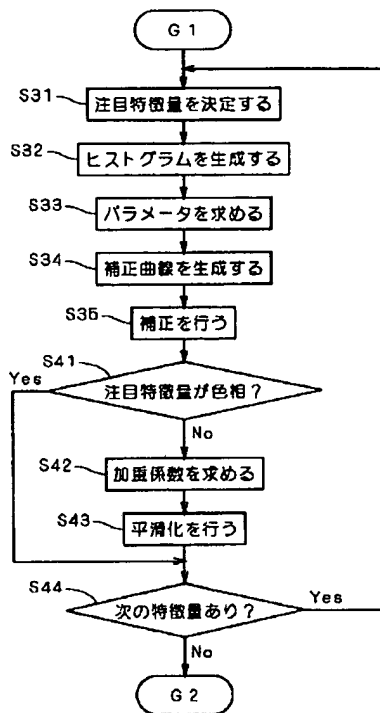 G1
S31
注目特徴量を決定する
S32
ヒストグラムを生成する
S33
パラメータを求める
S34
補正曲線を生成する
S35
補正を行う
S41
Yes
注目特徴量が色相？
No
S42
加重係数を求める
S43
平滑化を行う
S44
次の特徴量あり？
Yes
No
G2